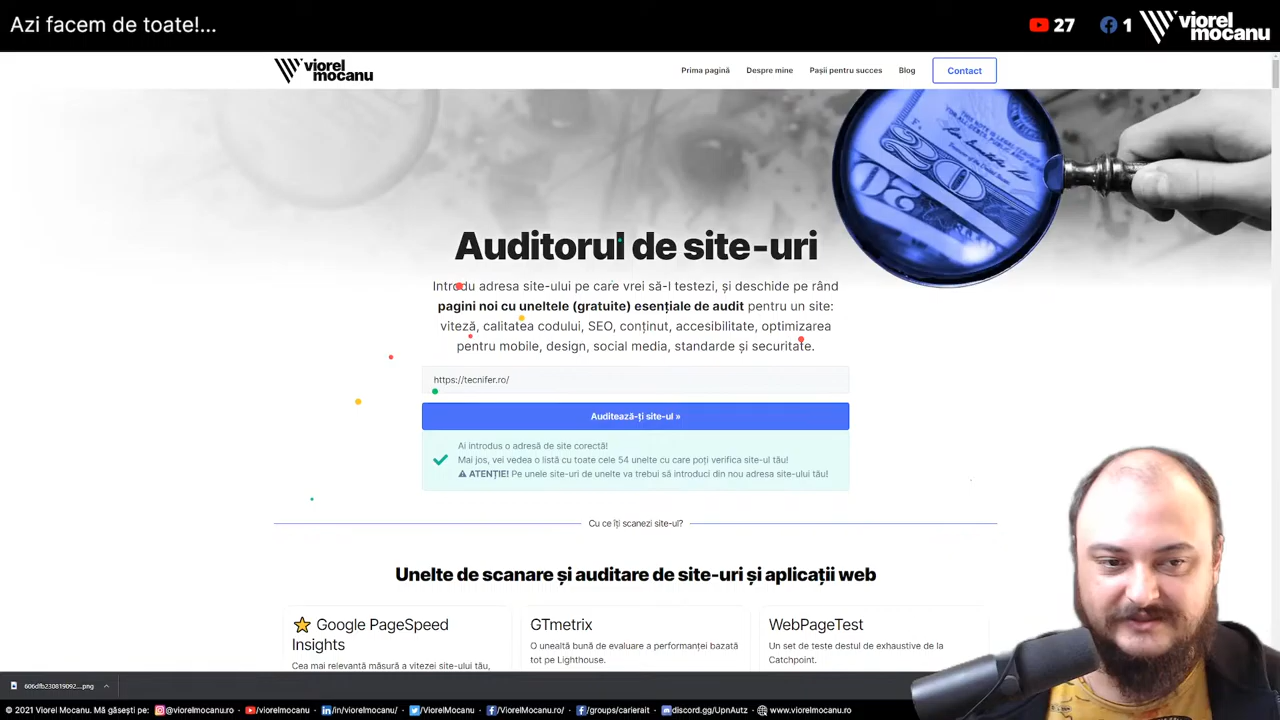 Azi facem de toate!...
27
1
viorel
mocanu
viorel
mocanu
Prima pagină
Despre mine
Pașii pentru succes
Blog
Contact
Auditorul de site-uri
Introdu adresa site-ului pe care vrei să-l testezi, și deschide pe rând
pagini noi cu uneltele (gratuite) esențiale de audit pentru un site:
viteză, calitatea codului, SEO, conținut, accesibilitate, optimizarea
pentru mobile, design, social media, standarde și securitate.
https://tecnifer.ro/
Auditează-ți site-ul »
Ai introdus o adresă de site corectă!
Mai jos, vei vedea o listă cu toate cele 54 unelte cu care poți verifica site-ul tău!
⚠ ATENȚIE! Pe unele site-uri de unelte va trebui să introduci din nou adresa site-ului tău!
Cu ce îți scanezi site-ul?
Unelte de scanare și auditare de site-uri și aplicații web
⭐ Google PageSpeed
Insights
Cea mai relevantă măsură a vitezei site-ului tău,
GTmetrix
O unealtă bună de evaluare a performanței bazată
tot pe Lighthouse.
WebPageTest
Un set de teste destul de exhaustive de la
Catchpoint.
606dfb230819092....png
© 2021 Viorel Mocanu. Mă găsești pe:
@viorelmocanu.ro
/viorelmocanu
/in/viorelmocanu/
/ViorelMocanu
/ViorelMocanu.ro/
/groups/carierait
discord.gg/UpnAutz
www.viorelmocanu.ro